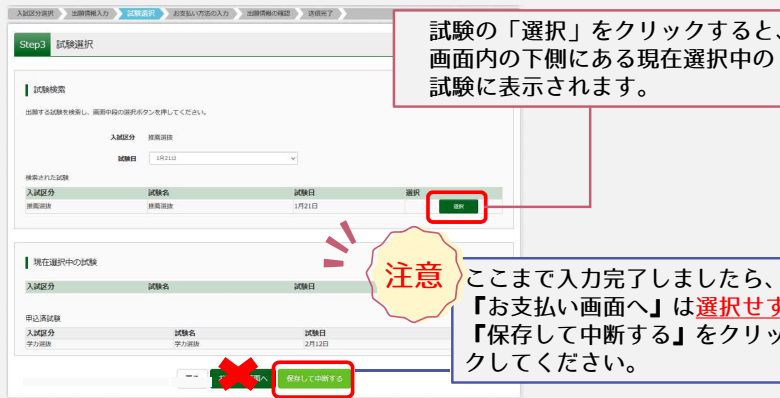 入試区分選択 出願情報入力 試験選択 お支払い方法の入力 出願情報の確認 送信完了
試験の「選択」をクリックすると、
画面内の下側にある現在選択中の
試験に表示されます。
Step3 試験選択
試験検索
出願する試験を検索し、画面中段の選択ボタンを押してください。
入試区分 推薦選抜
試験日 1月21日
検索された試験
入試区分 試験名 試験日 選択
推薦選抜 推薦選抜 1月21日 選択
現在選択中の試験
入試区分 試験名 試験日
注意
ここまで入力完了しましたら、
『お支払い画面へ』は選択せず
『保存して中断する』をクリッ
クしてください。
申込済試験
入試区分 試験名 試験日
学力選抜 学力選抜 2月12日
保存して中断する